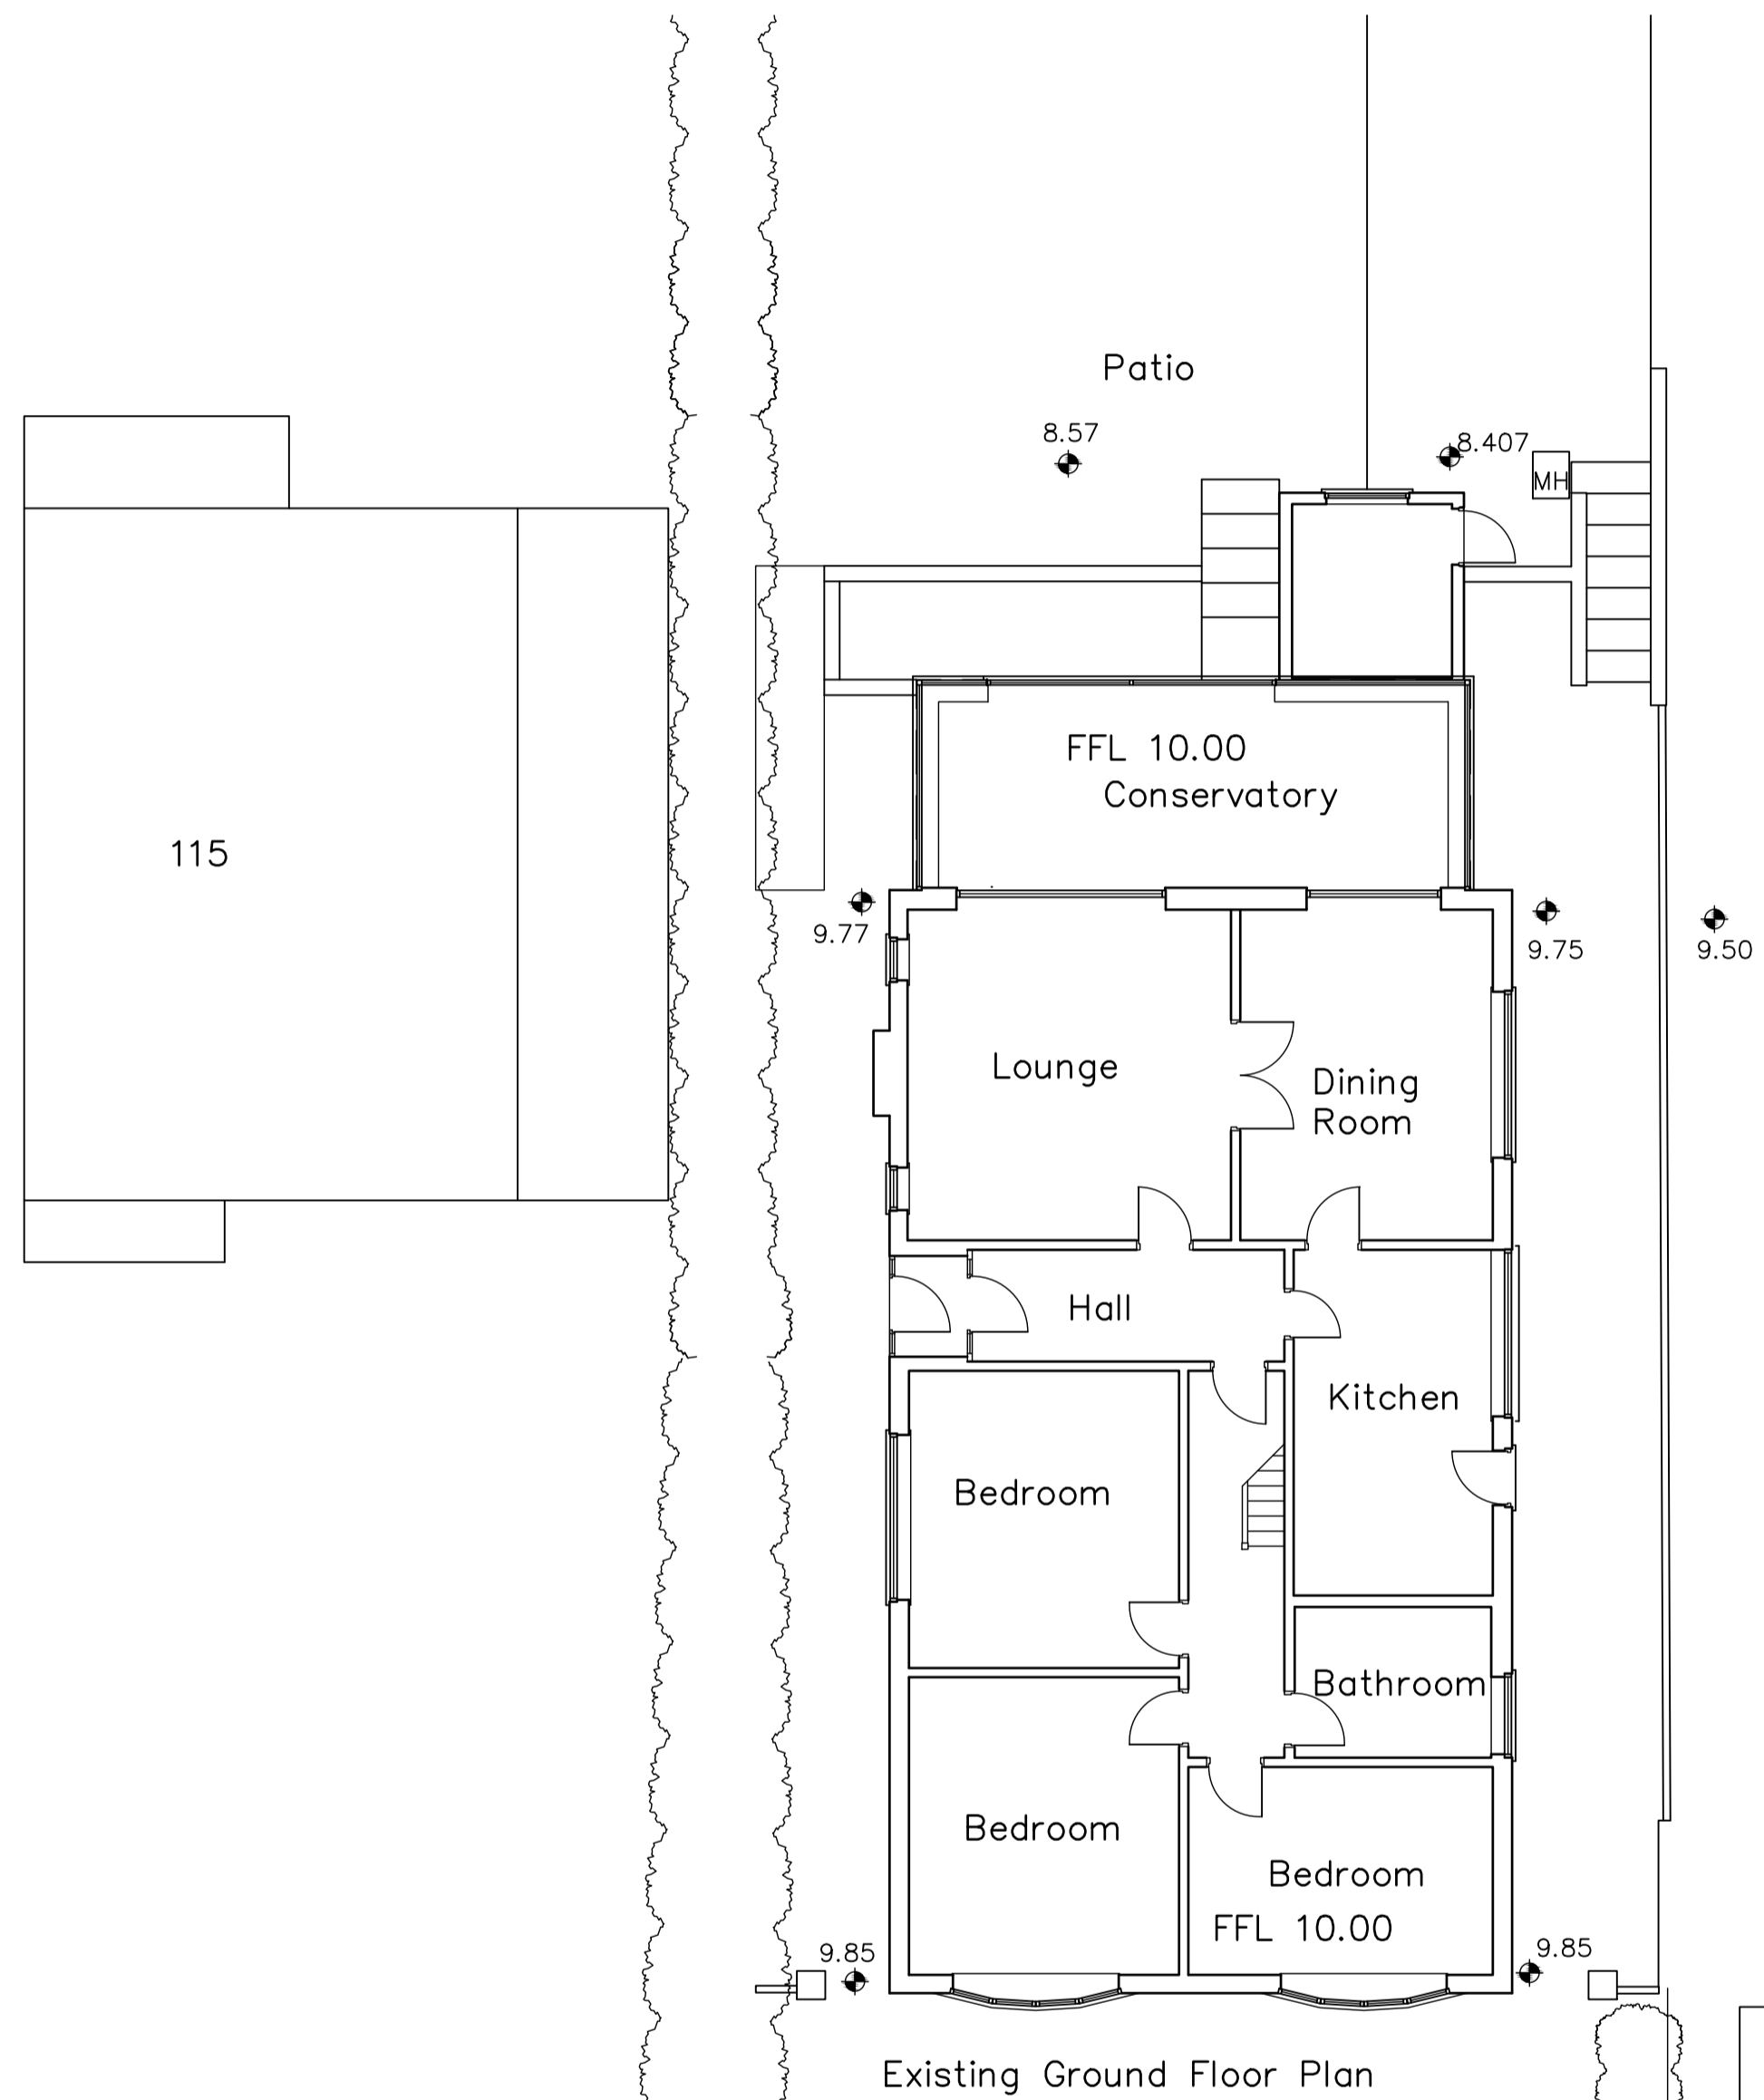 Patio
8.57
8.407
MH
FFL 10.00
Conservatory
115
9.77
9.75
9.50
Lounge
Dining
Room
Hall
Kitchen
Bedroom
Bathroom
Bedroom
Bedroom
FFL 10.00
9.85
9.85
Existing Ground Floor Plan